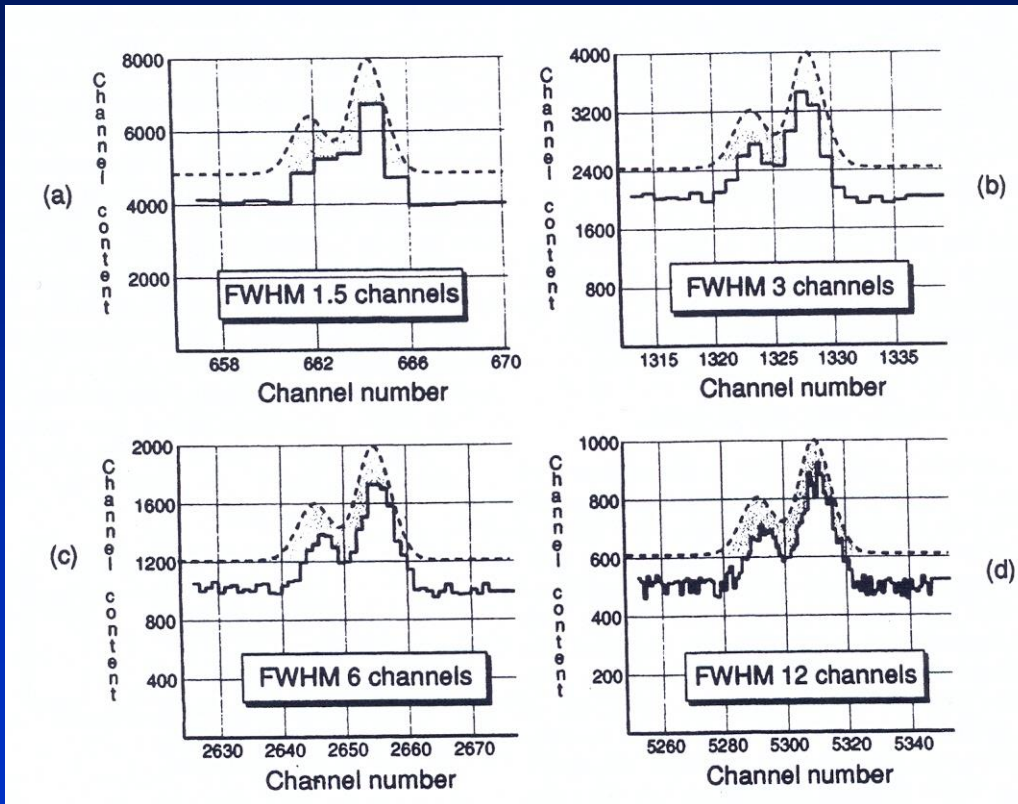 Channel content
8000
6000
4000
2000
(a)
FWHM 1.5 channels
658 662 666 670
Channel number
Channel content
4000
3200
2400
1600
800
(b)
FWHM 3 channels
1315 1320 1325 1330 1335
Channel number
Channel content
2000
1600
1200
800
400
(c)
FWHM 6 channels
2630 2640 2650 2660 2670
Channel number
Channel content
1000
800
600
400
200
(d)
FWHM 12 channels
5260 5280 5300 5320 5340
Channel number